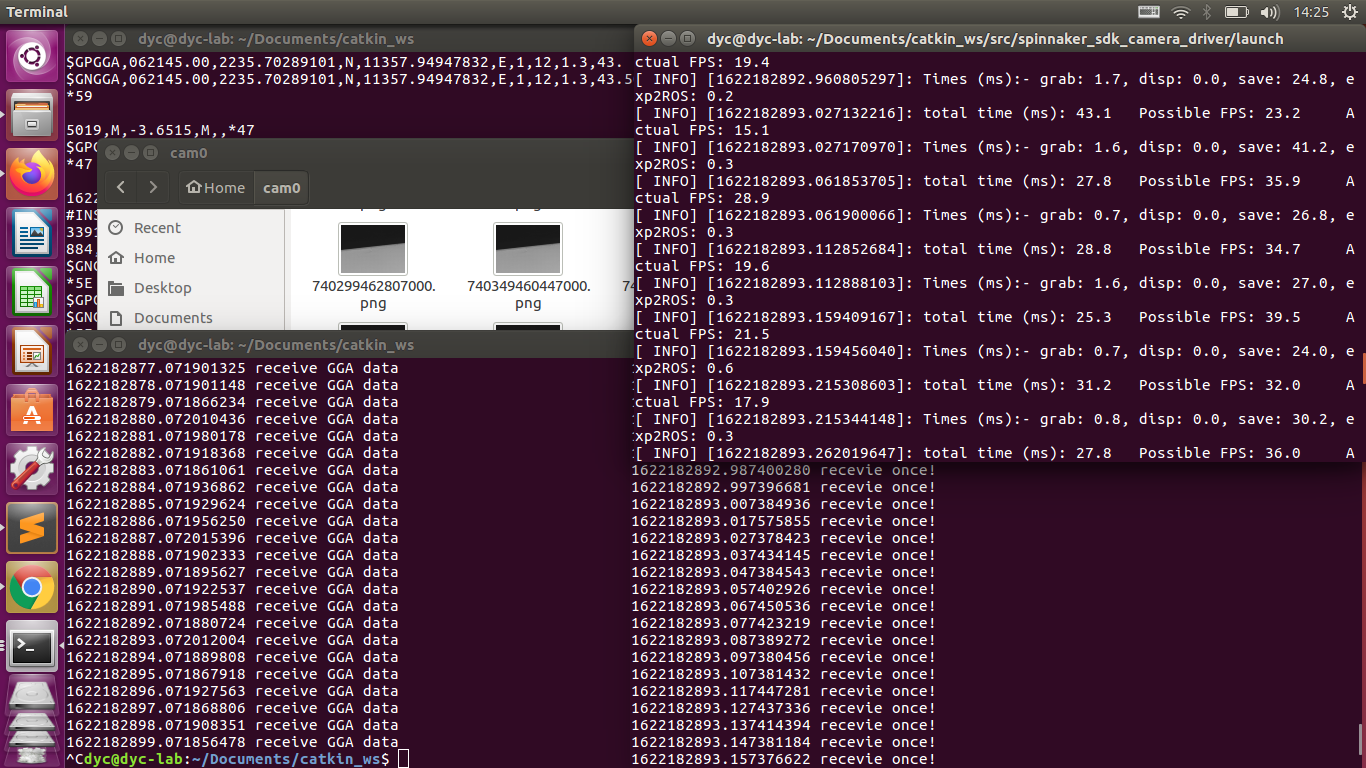 Terminal
14:25
dyc@dyc-lab: ~/Documents/catkin_ws
$GPGGA,062145.00,2235.70289101,N,11357.94947832,E,1,12,1.3,43.
$GNGGA,062145.00,2235.70289101,N,11357.94947832,E,1,12,1.3,43.5
*59
5019,M,-3.6515,M,,*47
$GPG
*47
1622
#INS
3391
884,
$GNG
*5E
$GPG
$GNG
cam0
Home
cam0
Recent
Home
Desktop
Documents
740299462807000.
png
740349460447000.
png
dyc@dyc-lab: ~/Documents/catkin_ws
1622182877.071901325 receive GGA data
1622182878.071901148 receive GGA data
1622182879.071866234 receive GGA data
1622182880.072010436 receive GGA data
1622182881.071980178 receive GGA data
1622182882.071918368 receive GGA data
1622182883.071861061 receive GGA data
1622182884.071936862 receive GGA data
1622182885.071929624 receive GGA data
1622182886.071956250 receive GGA data
1622182887.072015396 receive GGA data
1622182888.071902333 receive GGA data
1622182889.071895627 receive GGA data
1622182890.071922537 receive GGA data
1622182891.071985488 receive GGA data
1622182892.071880724 receive GGA data
1622182893.072012004 receive GGA data
1622182894.071889808 receive GGA data
1622182895.071867918 receive GGA data
1622182896.071927563 receive GGA data
1622182897.071868806 receive GGA data
1622182898.071908351 receive GGA data
1622182899.071856478 receive GGA data
^Cdyc@dyc-lab:~/Documents/catkin_ws$
dyc@dyc-lab: ~/Documents/catkin_ws/src/spinnaker_sdk_camera_driver/launch
ctual FPS: 19.4
[ INFO] [1622182892.960805297]: Times (ms):- grab: 1.7, disp: 0.0, save: 24.8, e
xp2ROS: 0.2
[ INFO] [1622182893.027132216]: total time (ms): 43.1 Possible FPS: 23.2 A
ctual FPS: 15.1
[ INFO] [1622182893.027170970]: Times (ms):- grab: 1.6, disp: 0.0, save: 41.2, e
xp2ROS: 0.3
[ INFO] [1622182893.061853705]: total time (ms): 27.8 Possible FPS: 35.9 A
ctual FPS: 28.9
[ INFO] [1622182893.061900066]: Times (ms):- grab: 0.7, disp: 0.0, save: 26.8, e
xp2ROS: 0.3
[ INFO] [1622182893.112852684]: total time (ms): 28.8 Possible FPS: 34.7 A
ctual FPS: 19.6
[ INFO] [1622182893.112888103]: Times (ms):- grab: 1.6, disp: 0.0, save: 27.0, e
xp2ROS: 0.3
[ INFO] [1622182893.159409167]: total time (ms): 25.3 Possible FPS: 39.5 A
ctual FPS: 21.5
[ INFO] [1622182893.159456040]: Times (ms):- grab: 0.7, disp: 0.0, save: 24.0, e
xp2ROS: 0.6
[ INFO] [1622182893.215308603]: total time (ms): 31.2 Possible FPS: 32.0 A
ctual FPS: 17.9
[ INFO] [1622182893.215344148]: Times (ms):- grab: 0.8, disp: 0.0, save: 30.2, e
xp2ROS: 0.3
[ INFO] [1622182893.262019647]: total time (ms): 27.8 Possible FPS: 36.0 A
1622182892.987400280 recevie once!
1622182892.997396681 recevie once!
1622182893.007384936 recevie once!
1622182893.017575855 recevie once!
1622182893.027378423 recevie once!
1622182893.037434145 recevie once!
1622182893.047384543 recevie once!
1622182893.057402926 recevie once!
1622182893.067450536 recevie once!
1622182893.077423219 recevie once!
1622182893.087389272 recevie once!
1622182893.097380456 recevie once!
1622182893.107381432 recevie once!
1622182893.117447281 recevie once!
1622182893.127437336 recevie once!
1622182893.137414394 recevie once!
1622182893.147381184 recevie once!
1622182893.157376622 recevie once!